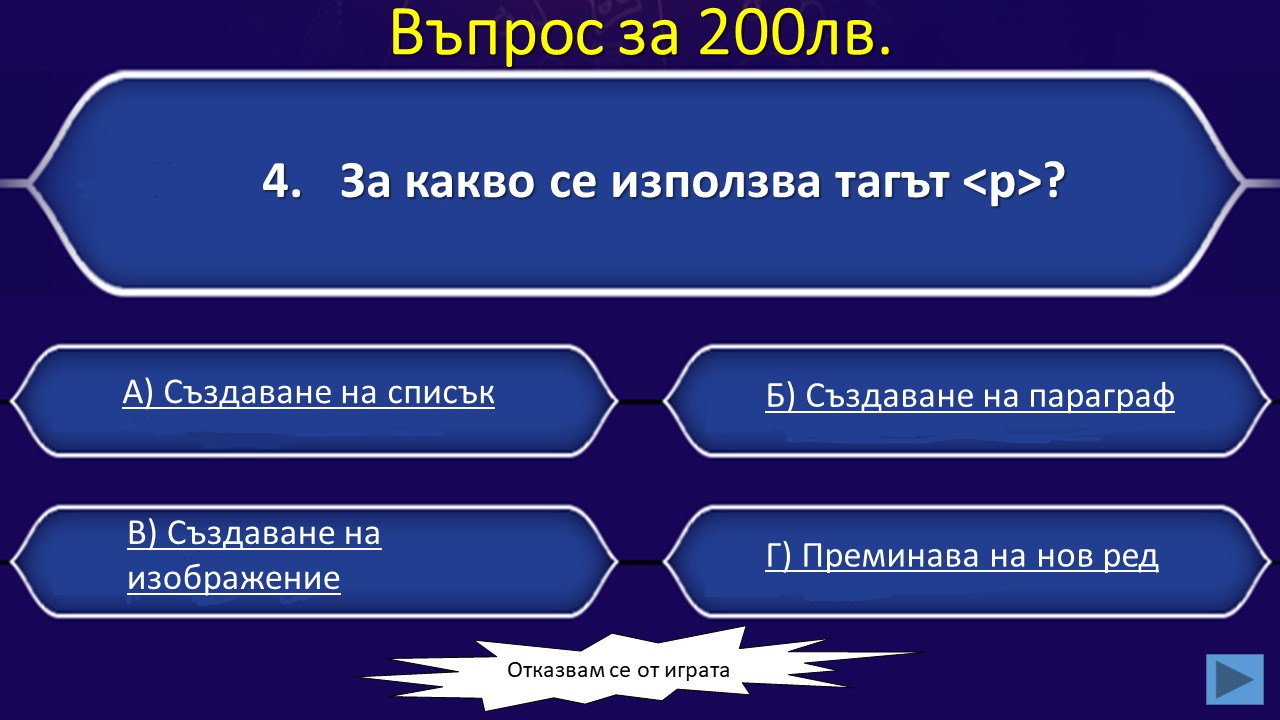 Въпрос за 200лв.
4. За какво се използва тагът <p>?
А) Създаване на списък
Б) Създаване на параграф
В) Създаване на
изображение
Г) Преминава на нов ред
Отказвам се от играта